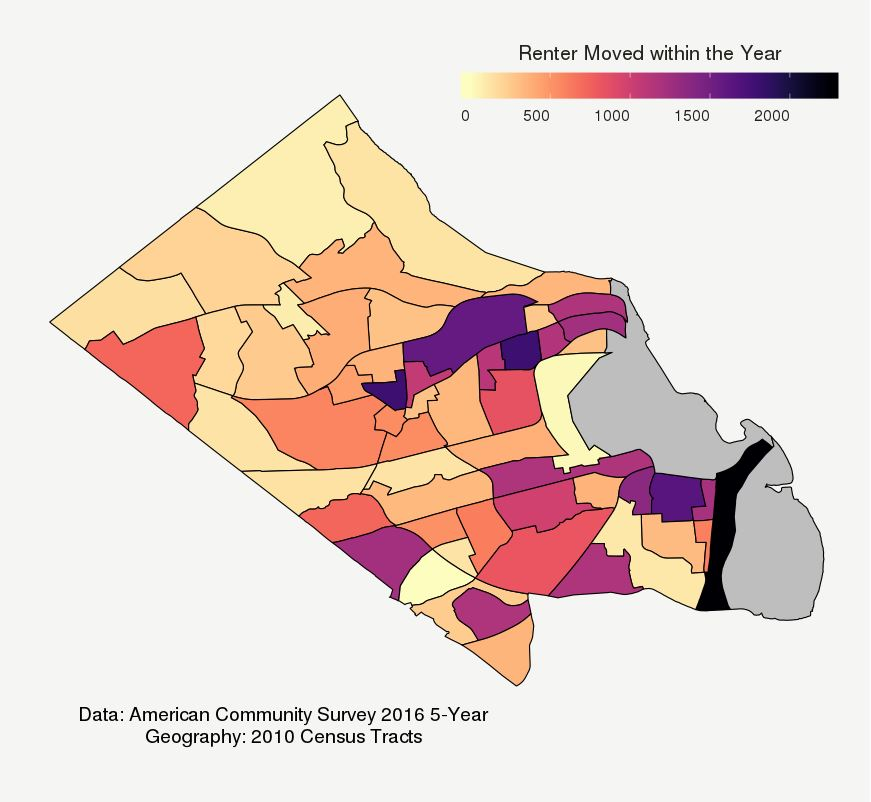 Renter Moved within the Year
0 500 1000 1500 2000
Data: American Community Survey 2016 5-Year
Geography: 2010 Census Tracts